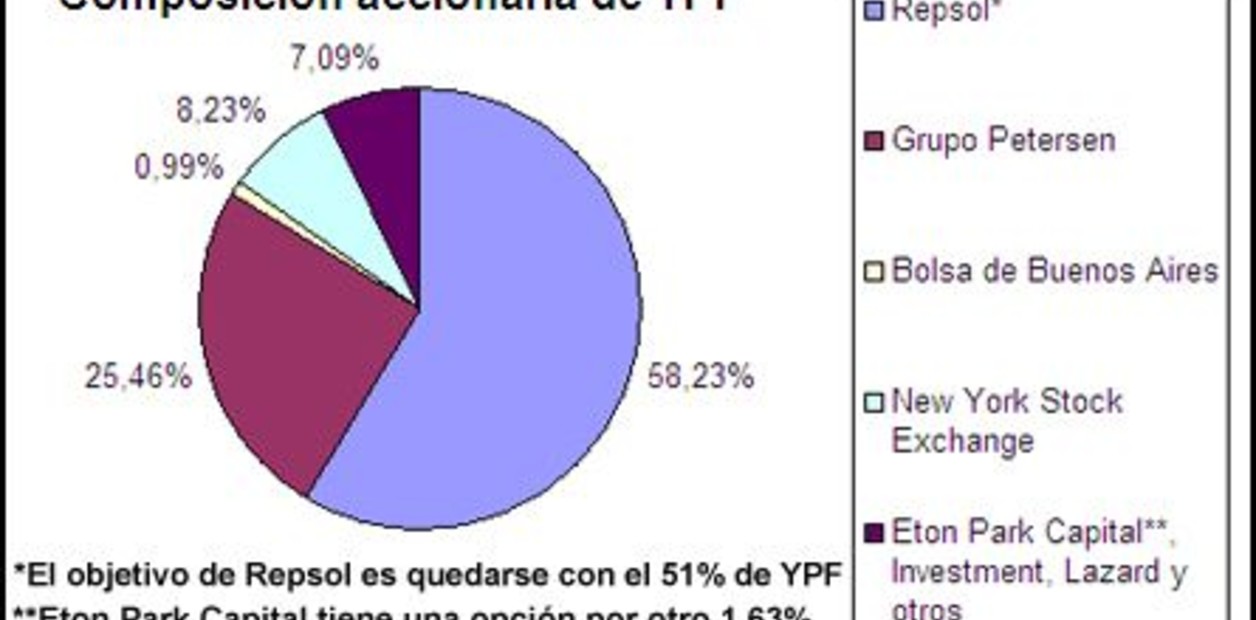 Composición accionaria de YPF
7,09%
8,23%
0,99%
25,46%
58,23%
Repsol*
Grupo Petersen
Bolsa de Buenos Aires
New York Stock
Exchange
Eton Park Capital**,
Investment, Lazard y
otros
*El objetivo de Repsol es quedarse con el 51% de YPF
**Eton Park Capital tiene una opción por otro 1,63%